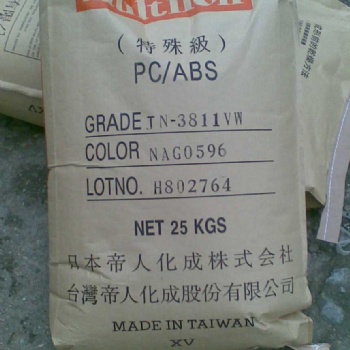 (特殊級)
PC/ABS
GRADE TN-3811VW
COLOR NAG0596
LOTNO. H802764
NET 25 KGS
日本帝人化成株式会社
台灣帝人化成股份有限公司
MADE IN TAIWAN
XV